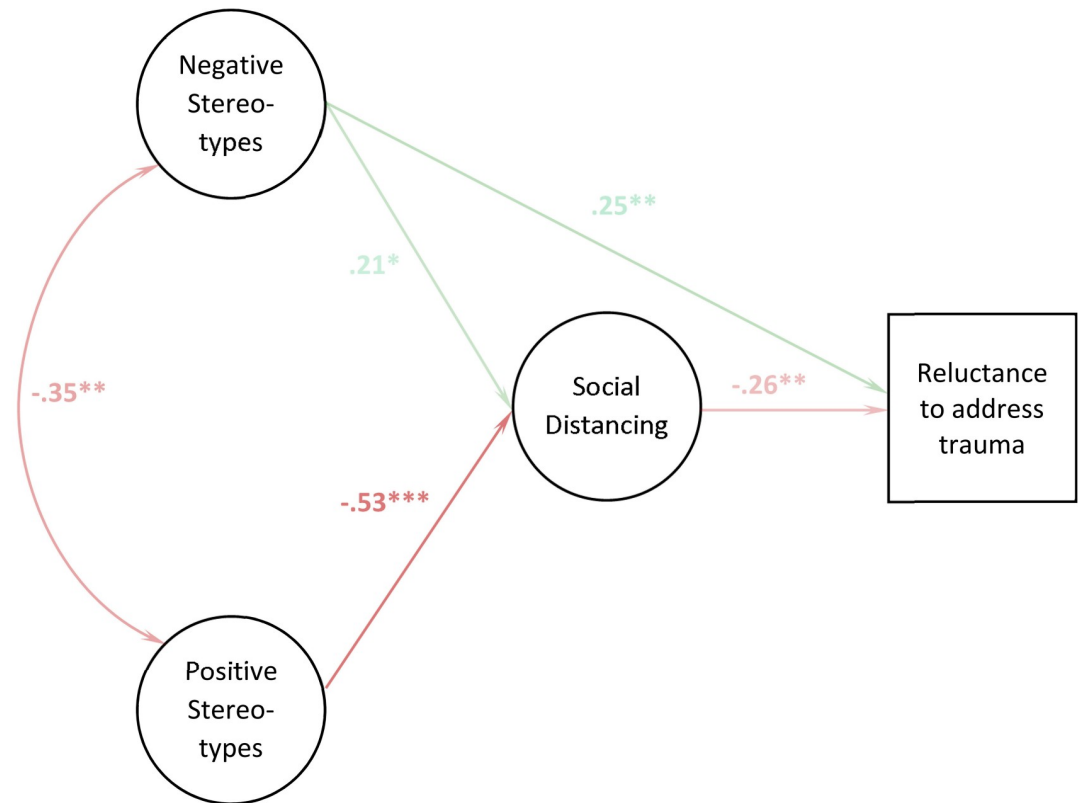 Negative
Stereo-
types
.25**
.21*
Social
Distancing
-.26**
Reluctance
to address
trauma
-.35**
-.53***
Positive
Stereo-
types